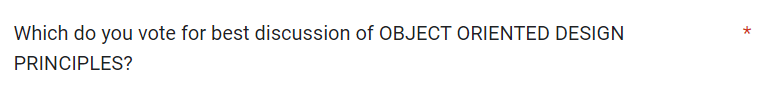 Which do you vote for best discussion of OBJECT ORIENTED DESIGN *
PRINCIPLES?